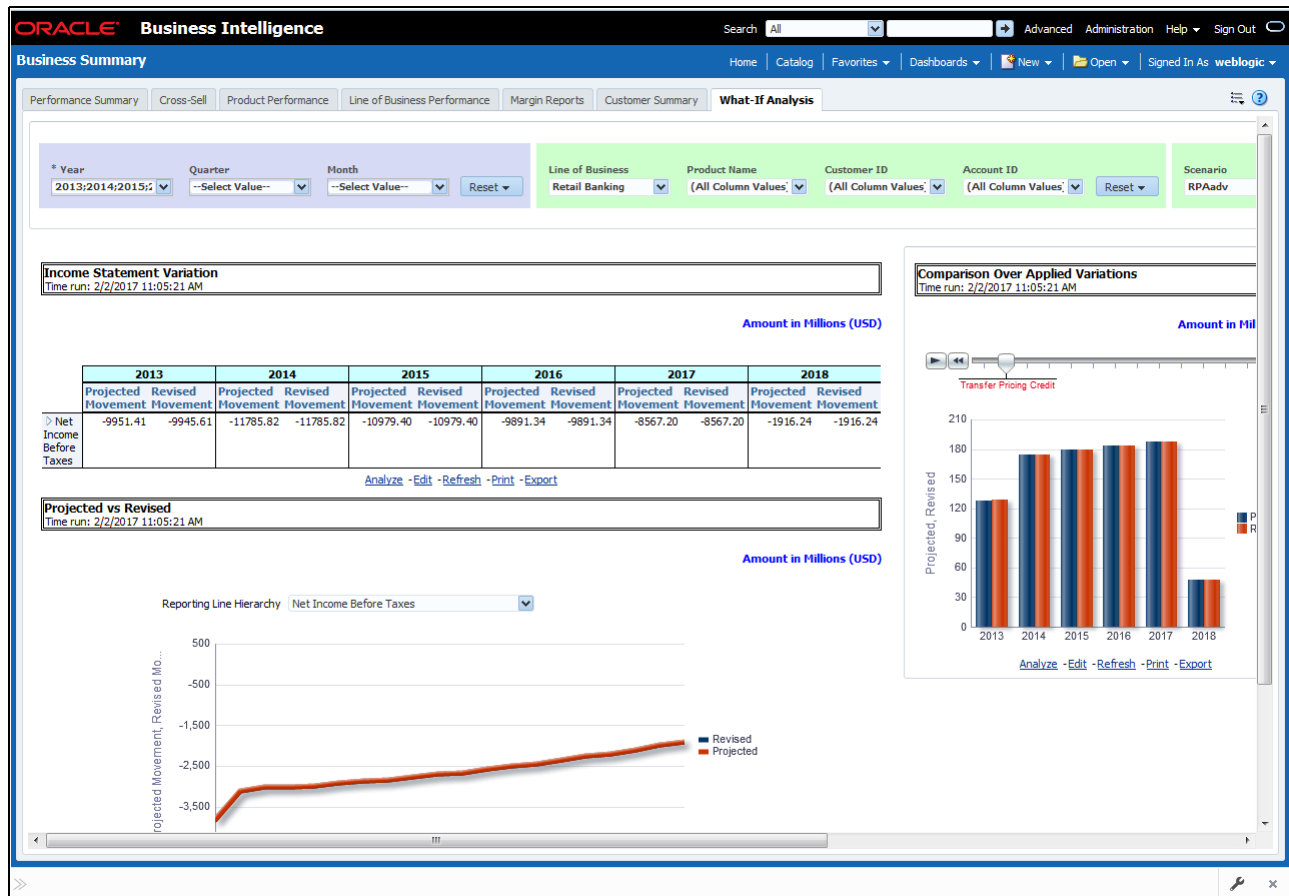 ORACLE Business Intelligence
Search All Advanced Administration Help Sign Out
Business Summary
Home Catalog Favorites Dashboards New Open Signed In As weblogic
Performance Summary Cross-Sell Product Performance Line of Business Performance Margin Reports Customer Summary What-If Analysis
* Year Quarter Month
2013;2014;2015;2 --Select Value-- --Select Value-- Reset
Line of Business Product Name Customer ID Account ID Scenario
Retail Banking (All Column Values) (All Column Values) (All Column Values) Reset RPAadv
Income Statement Variation
Time run: 2/2/2017 11:05:21 AM
Amount in Millions (USD)
2013 2014 2015 2016 2017 2018
Projected Revised Projected Revised Projected Revised Projected Revised Projected Revised Projected Revised
Movement Movement Movement Movement Movement Movement Movement Movement Movement Movement Movement Movement
Net -9951.41 -9945.61 -11785.82 -11785.82 -10979.40 -10979.40 -9891.34 -9891.34 -8567.20 -8567.20 -1916.24 -1916.24
Income
Before
Taxes
Analyze -Edit -Refresh -Print -Export
Projected vs Revised
Time run: 2/2/2017 11:05:21 AM
Amount in Millions (USD)
Reporting Line Hierarchy Net Income Before Taxes
rojected Movement, Revised Mo...
500
-500
-1,500
-2,500
-3,500
Revised
Projected
Comparison Over Applied Variations
Time run: 2/2/2017 11:05:21 AM
Amount in Mil
Transfer Pricing Credit
Projected, Revised
210
180
150
120
90
60
30
0
2013 2014 2015 2016 2017 2018
P
R
Analyze -Edit -Refresh -Print -Export